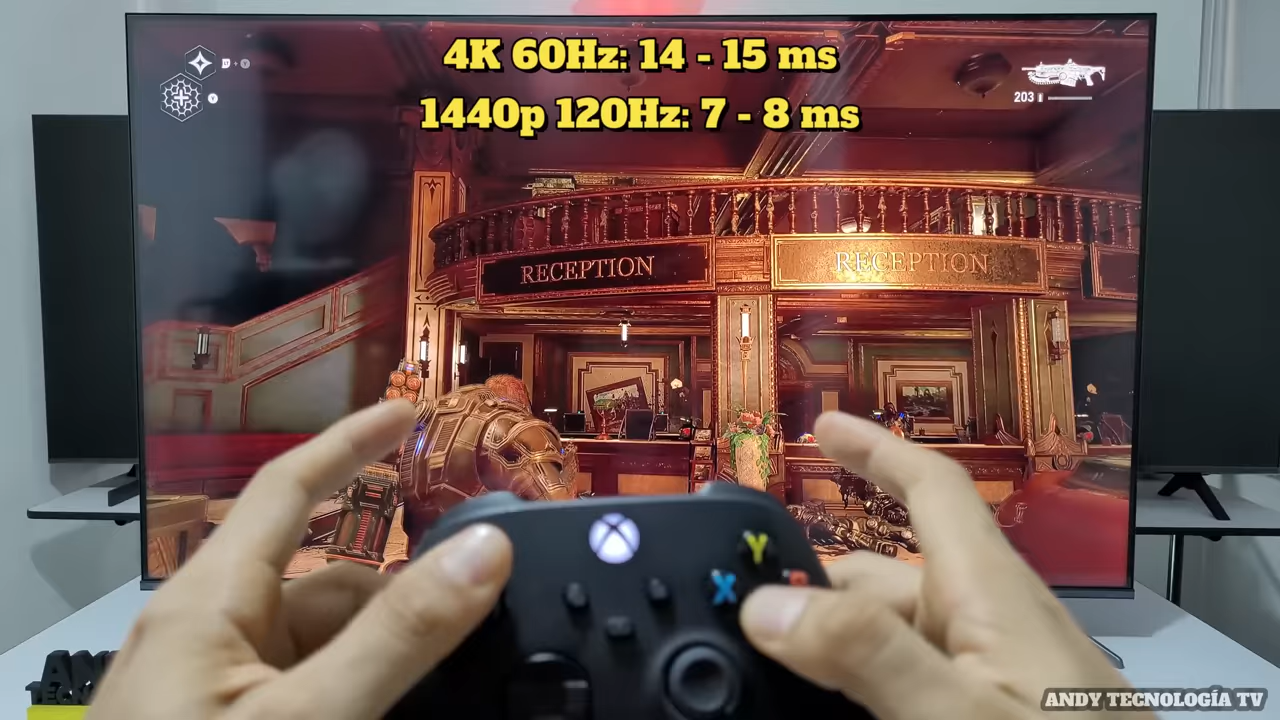 4K 60Hz: 14 - 15 ms
1440p 120Hz: 7 - 8 ms
203
RECEPTION
RECEPTION
Y
X
ANDY TECNOLOGÍA TV